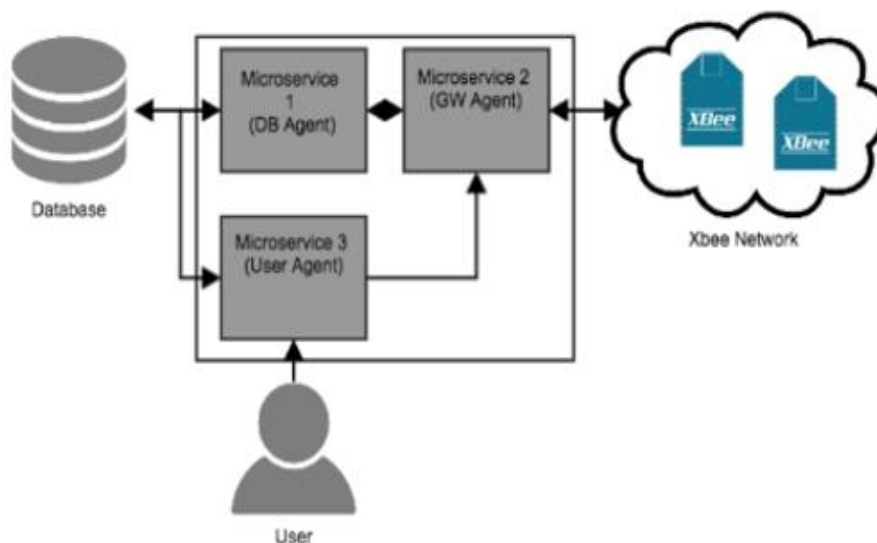 Microservice
1
(DB Agent)
Microservice 2
(GW Agent)
XBee
XBee
Database
Microservice 3
(User Agent)
Xbee Network
User